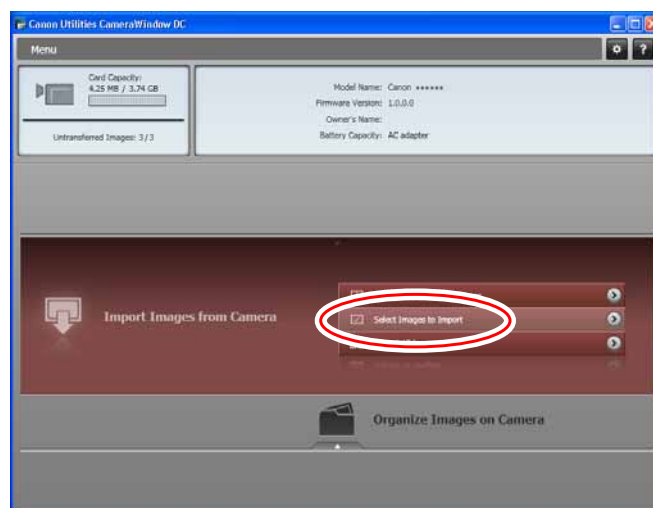 Canon Utilities CameraWindow DC
Menu
?
Card Capacity:
4.25 MB / 3.74 GB
Untransferred Images: 3/3
Model Name: Canon ******
Firmware Version: 1.0.0.0
Owner's Name:
Battery Capacity: AC adapter
Import Images from Camera
Select Images to Import
Organize Images on Camera